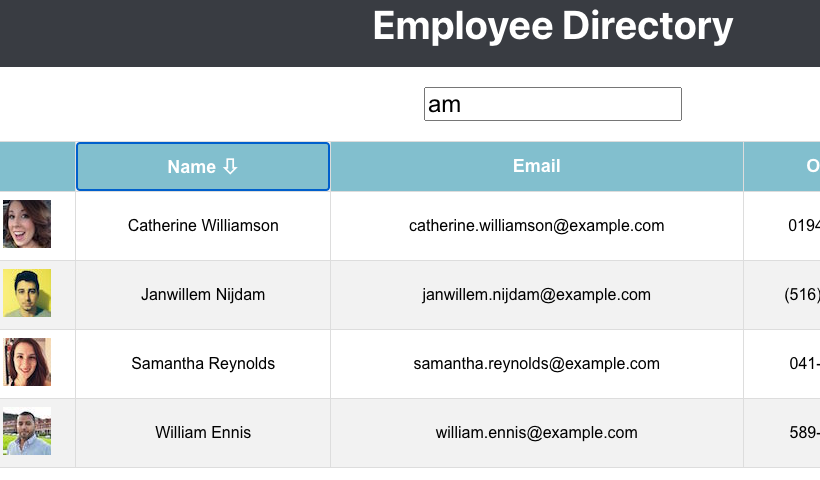 Employee Directory
am
Name ⇩ Email O
Catherine Williamson catherine.williamson@example.com 0194
Janwillem Nijdam janwillem.nijdam@example.com (516)
Samantha Reynolds samantha.reynolds@example.com 041-
William Ennis william.ennis@example.com 589-